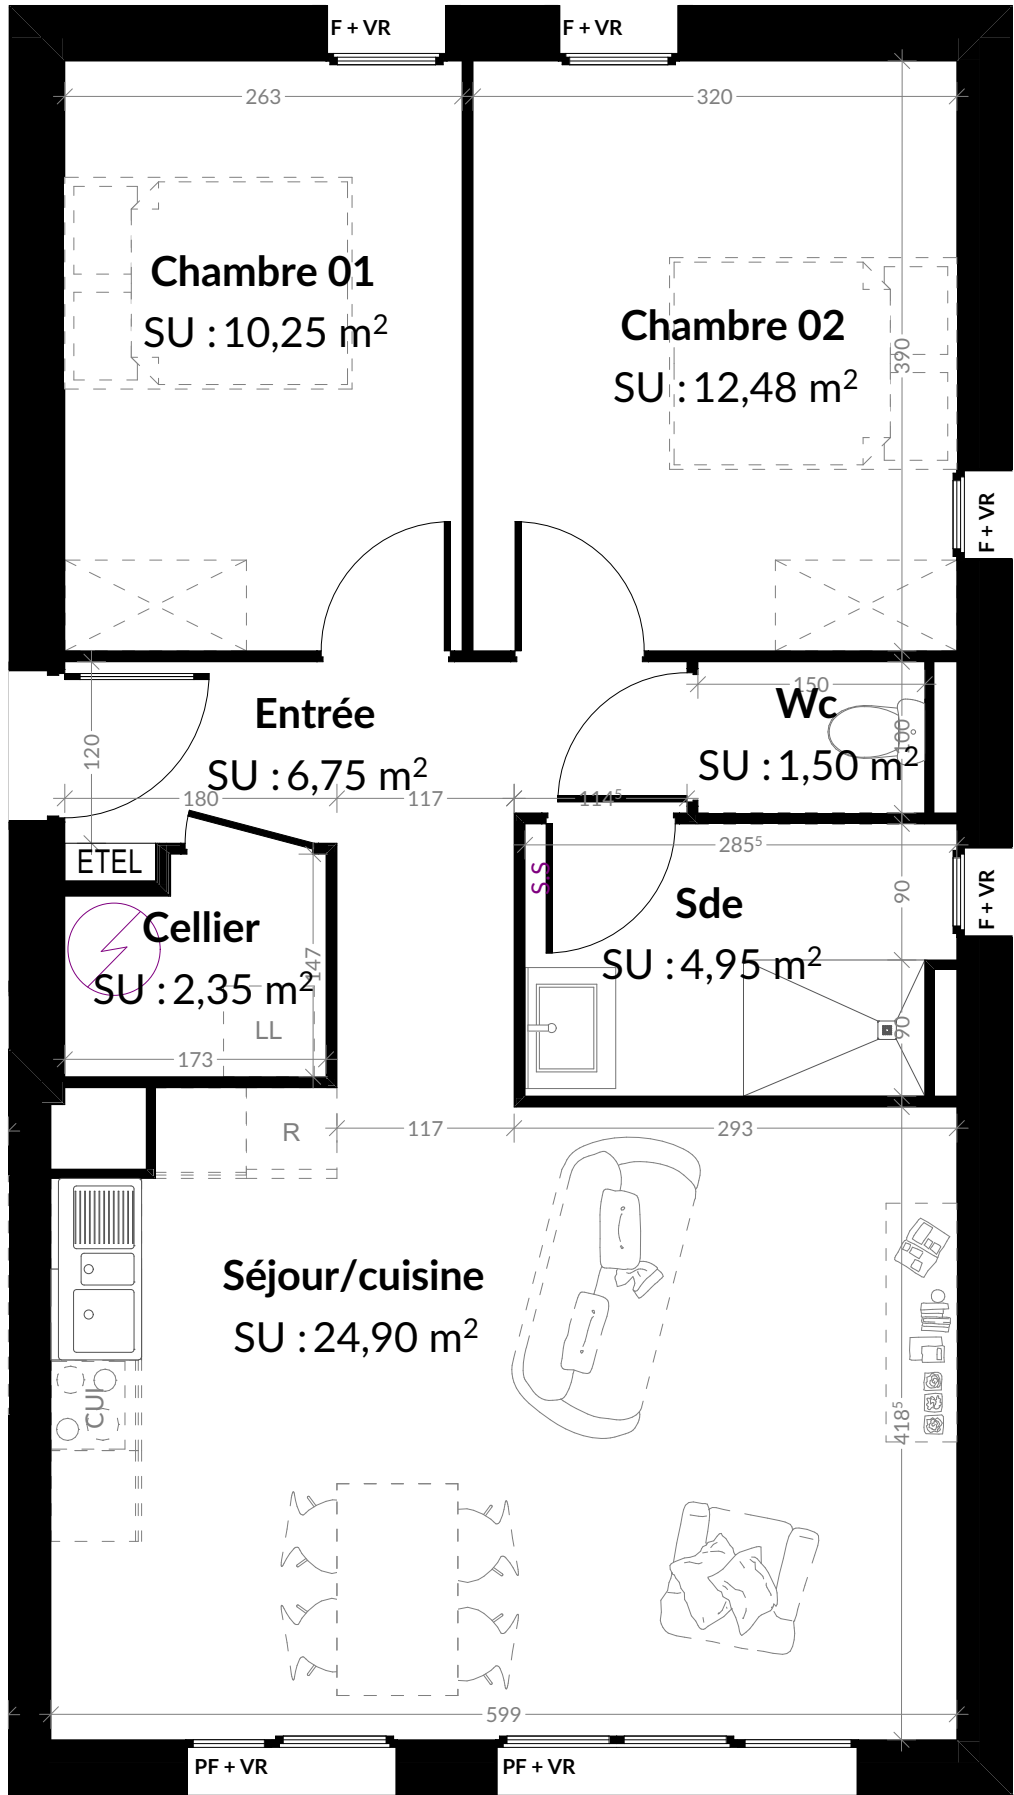 F + VR
F + VR
263
320
Chambre 01
SU : 10,25 m²
Chambre 02
SU : 12,48 m²
390
F + VR
Entrée
SU : 6,75 m²
120
180
117
114⁵
150
Wc
SU : 1,50 m²
100
ETEL
285⁵
S.S
Sde
SU : 4,95 m²
90
F + VR
90
Cellier
SU : 2,35 m²
147
LL
173
R
117
293
Séjour/cuisine
SU : 24,90 m²
CUI
418⁵
599
PF + VR
PF + VR